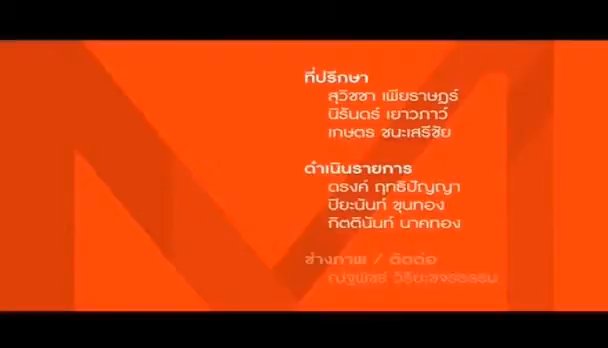 ที่ปรึกษา
สุวิชชา เพียราษฎร์
นิรันดร์ เยาวภาว์
เกษตร ชนะเสรีชัย
ดำเนินรายการ
ดรงค์ ฤทธิปัญญา
ปิยะนันท์ ขุนทอง
กิตตินันท์ นาคทอง
ช่างภาพ / ตัดต่อ